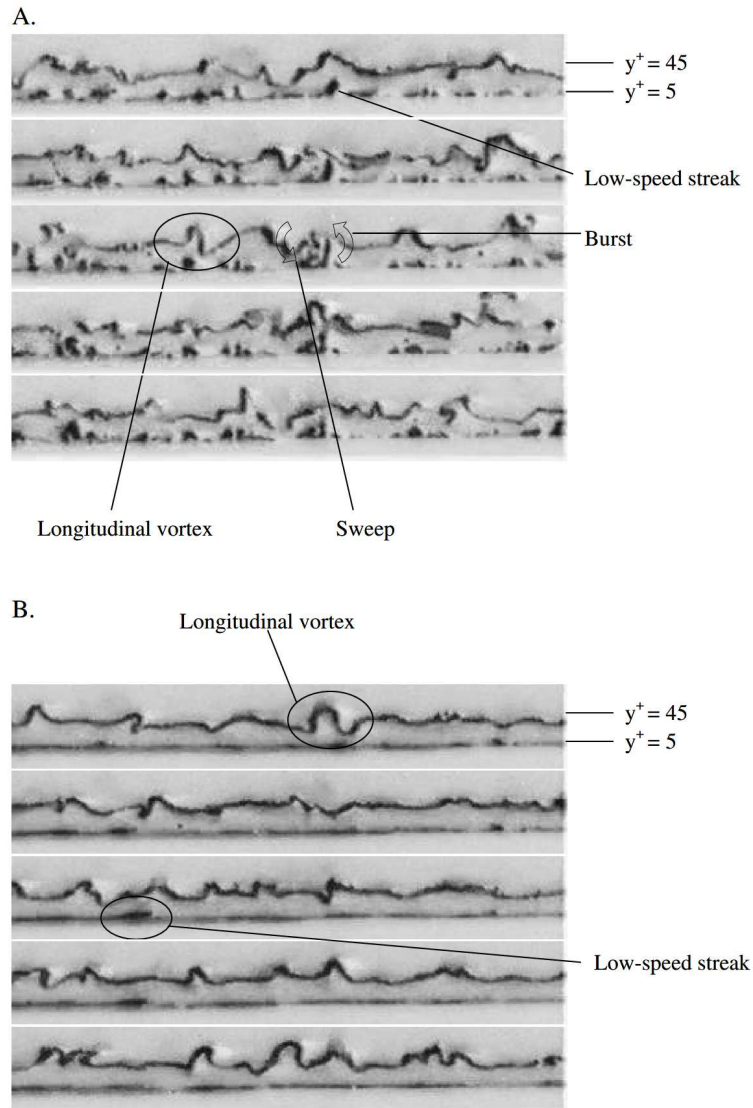 A.
y+ = 45
y+ = 5
Low-speed streak
Burst
Longitudinal vortex
Sweep
B.
Longitudinal vortex
y+ = 45
y+ = 5
Low-speed streak